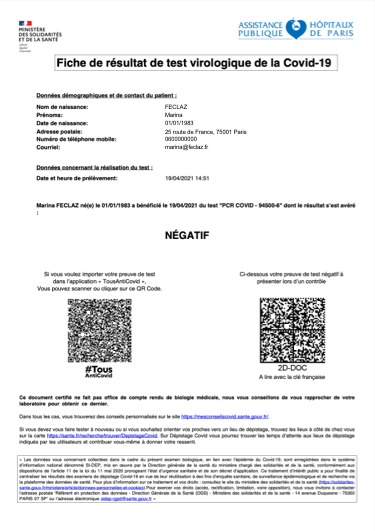 MINISTÈRE
DES SOLIDARITÉS
ET DE LA SANTÉ
ASSISTANCE PUBLIQUE
HÔPITAUX DE PARIS
Fiche de résultat de test virologique de la Covid-19
Données démographiques et de contact du patient :
Nom de naissance: FECLAZ
Prénoms: Marina
Date de naissance: 01/01/1983
Adresse postale: 25 route de France, 75001 Paris
Numéro de téléphone mobile: 0600000000
Courriel: marina@feclaz.fr
Données concernant la réalisation du test :
Date et heure de prélèvement: 19/04/2021 14:51
Marina FECLAZ né(e) le 01/01/1983 a bénéficié le 19/04/2021 du test "PCR COVID - 94500-6" dont le résultat s'est avéré
:
NÉGATIF
Si vous voulez importer votre preuve de test
dans l'application « TousAntiCovid »,
Vous pouvez scanner ou cliquer sur ce QR Code.
#Tous
AntiCovid
Ci-dessous votre preuve de test négatif à
présenter lors d'un contrôle
2D-DOC
A lire avec la clé française
Ce document certifié ne fait pas office de compte rendu de biologie médicale, nous vous conseillons de vous rapprocher de votre
laboratoire pour obtenir ce dernier.
Dans tous les cas, vous trouverez des conseils personnalisés sur le site https://mesconseilscovid.sante.gouv.fr/.
Si vous devez vous faire tester à nouveau ou si vous souhaitez orienter vos proches vers un lieu de dépistage, trouvez les lieux à côté de chez vous
sur la carte https://sante.fr/recherche/trouver/DepistageCovid. Sur Dépistage Covid vous pourrez trouver les temps d'attente aux lieux de dépistage
indiqués par les utilisateurs et contribuer vous-même à donner votre ressenti.
« Les données vous concernant collectées dans le cadre du présent examen biologique, en lien avec l'épidémie du Covid-19, sont enregistrées dans le système
d'information national dénommé SI-DEP, mis en œuvre par la Direction générale de la santé du ministère chargé des solidarités et de la santé, conformément aux
dispositions de l'article 11 de la loi du 11 mai 2020 prorogeant l'état d'urgence sanitaire et de son décret d'application. Ce traitement d'intérêt public a pour finalité de
centraliser les résultats des examens de dépistage Covid-19 en vue de leur réutilisation à des fins d'enquête sanitaire, de surveillance épidémiologique et de recherche via
la plateforme des données de santé. Pour plus d'information sur ce traitement et vos droits : consultez le site du ministère des solidarités et de la santé (https://solidarites-
sante.gouv.fr/ministere/article/donnees-personnelles-et-cookies) Pour exercer vos droits (accès, rectification, limitation, voire opposition), nous vous invitons à contacter
l'adresse postale "Référent en protection des données - Direction Générale de la Santé (DGS) - Ministère des solidarités et de la santé - 14 avenue Duquesne - 75350
PARIS 07 SP" ou l'adresse électronique sidep-rgpd@sante.gouv.fr »